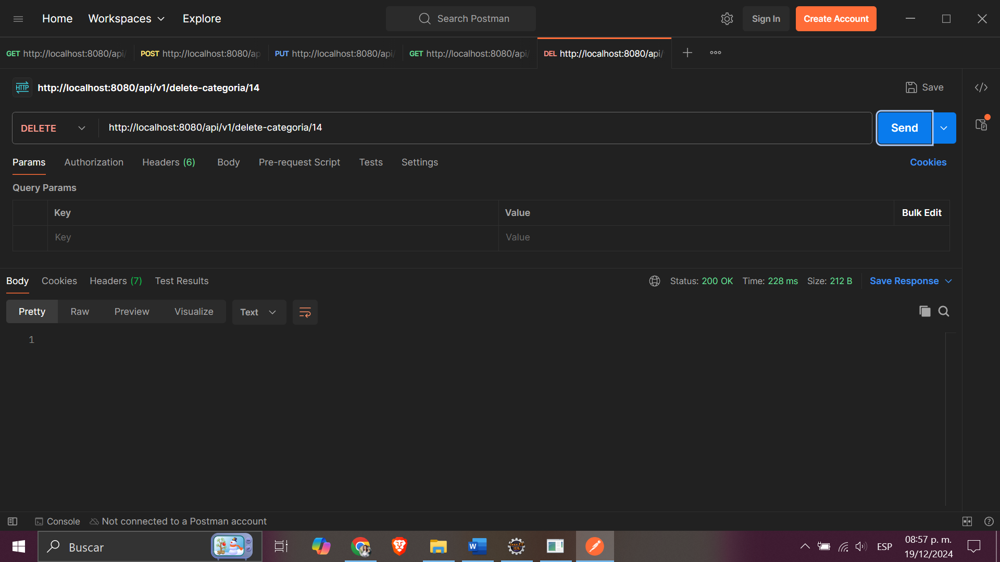 Home Workspaces Explore Search Postman Sign In Create Account
GET http://localhost:8080/api/ POST http://localhost:8080/ap PUT http://localhost:8080/api/ GET http://localhost:8080/api/ DEL http://localhost:8080/api/
HTTP http://localhost:8080/api/v1/delete-categoria/14 Save </>
DELETE http://localhost:8080/api/v1/delete-categoria/14 Send
Params Authorization Headers (6) Body Pre-request Script Tests Settings Cookies
Query Params
Key Value Bulk Edit
Key Value
Body Cookies Headers (7) Test Results Status: 200 OK Time: 228 ms Size: 212 B Save Response
Pretty Raw Preview Visualize Text
1
Console Not connected to a Postman account
Buscar W Java EE IDE ESP 08:57 p. m.
19/12/2024